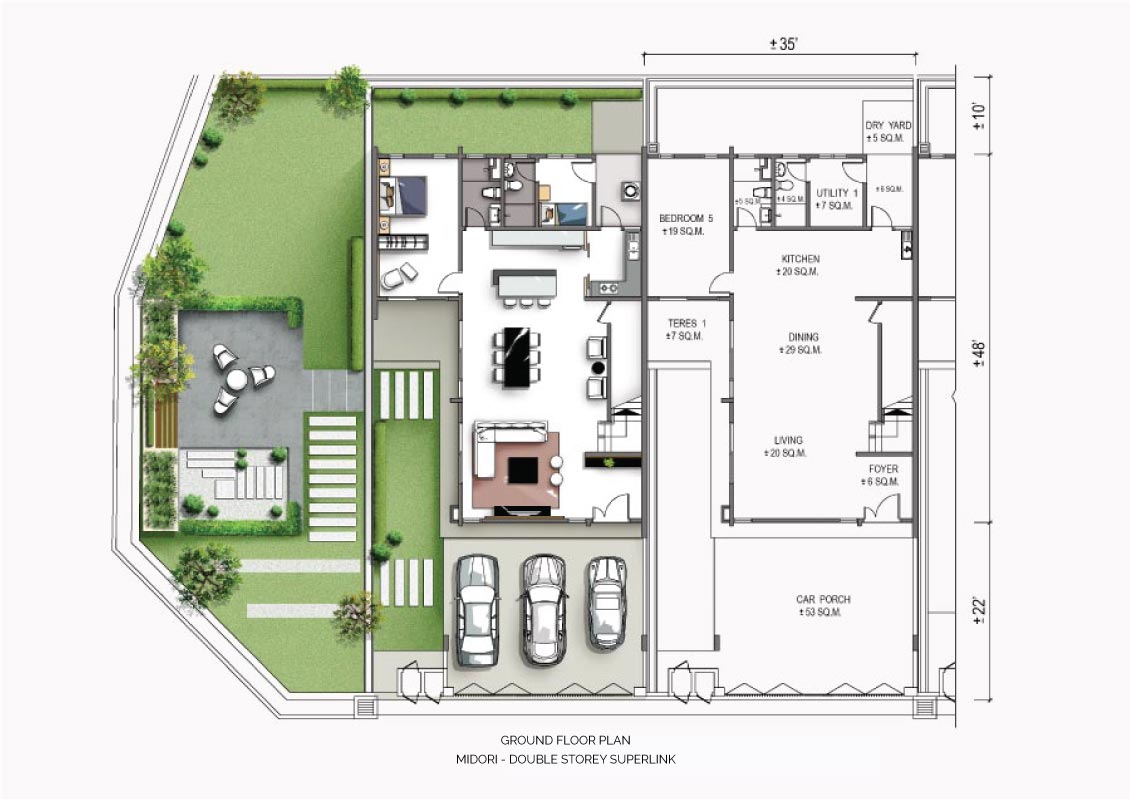 ±35'
±10'
DRY YARD
±5 SQ.M.
±6 SQ.M.
UTILITY 1
±7 SQ.M.
±5 SQ.M
±4 SQ.M.
BEDROOM 5
±19 SQ.M.
KITCHEN
±20 SQ.M.
TERES 1
±7 SQ.M.
DINING
±29 SQ.M.
±48'
LIVING
±20 SQ.M.
FOYER
±6 SQ.M.
CAR PORCH
±53 SQ.M.
±22'
GROUND FLOOR PLAN
MIDORI - DOUBLE STOREY SUPERLINK